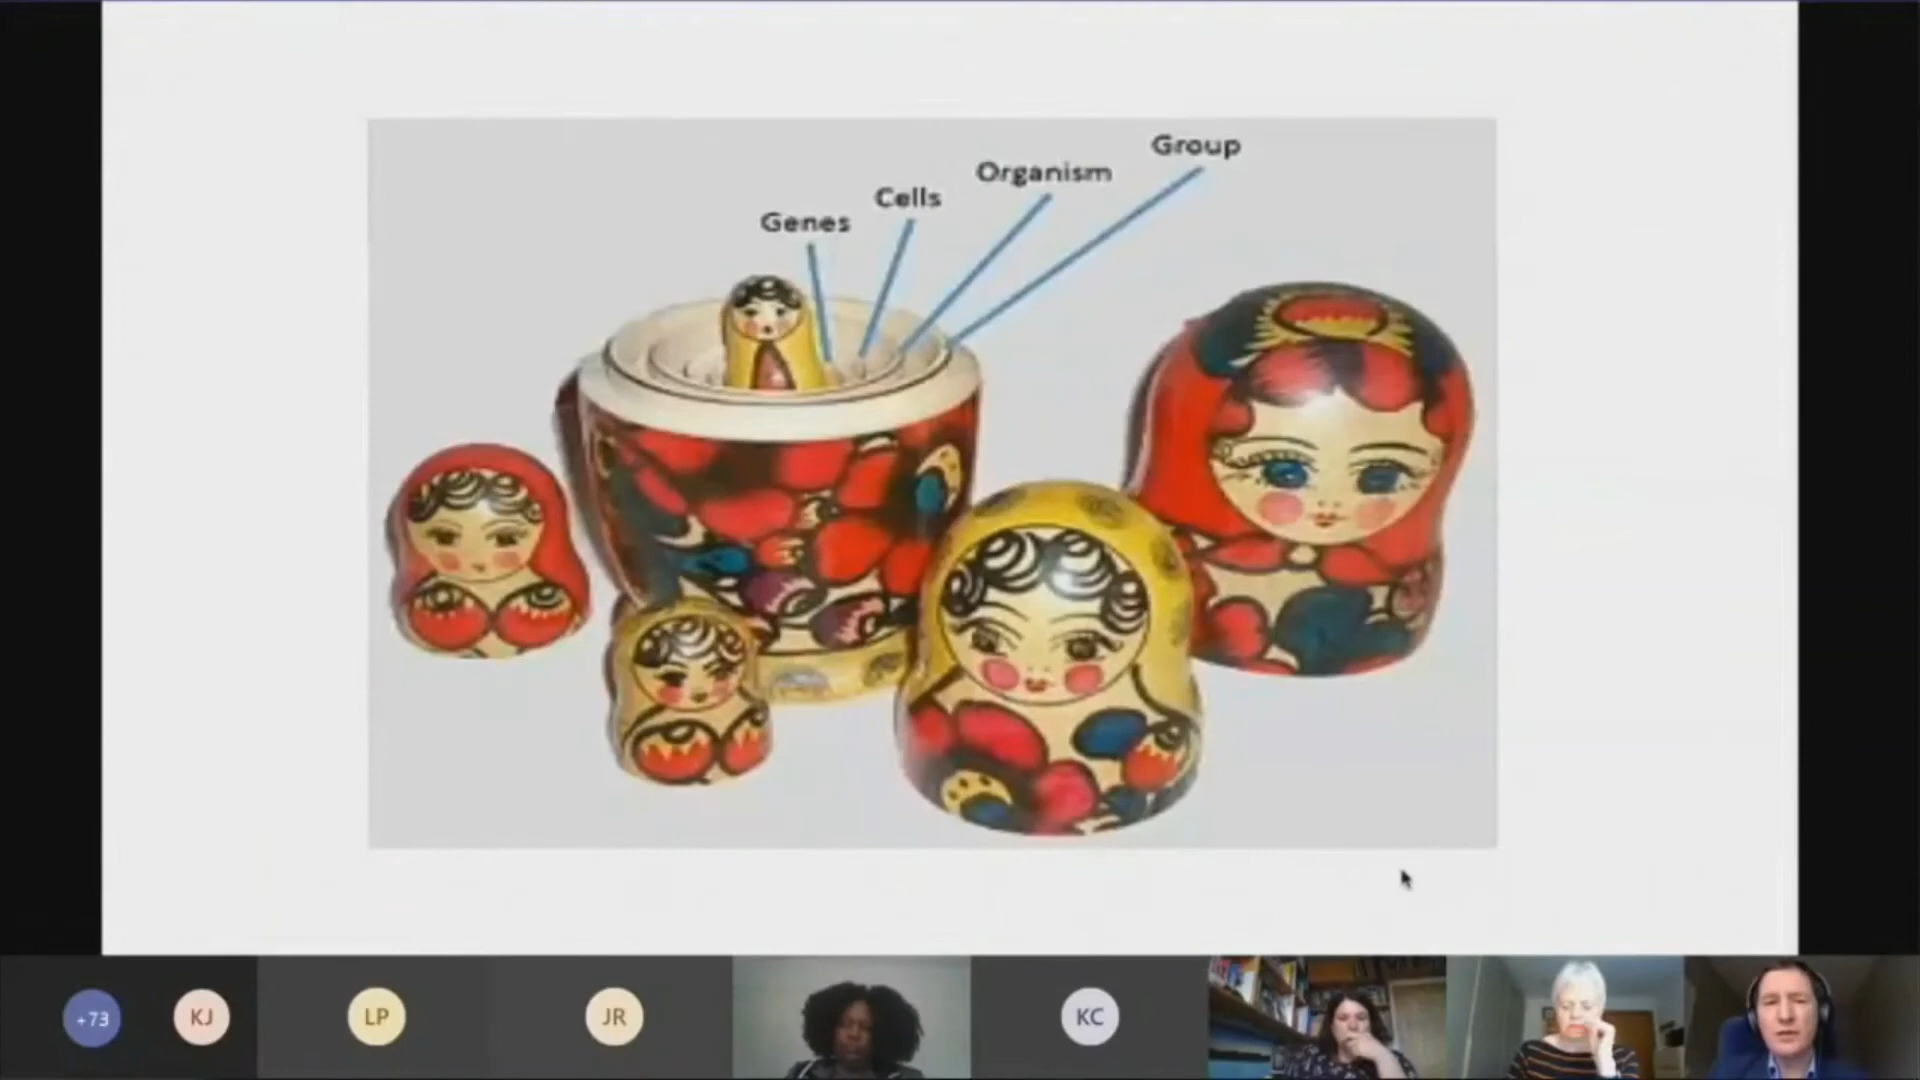 Group
Organism
Cells
Genes
+73
KJ
LP
JR
KC